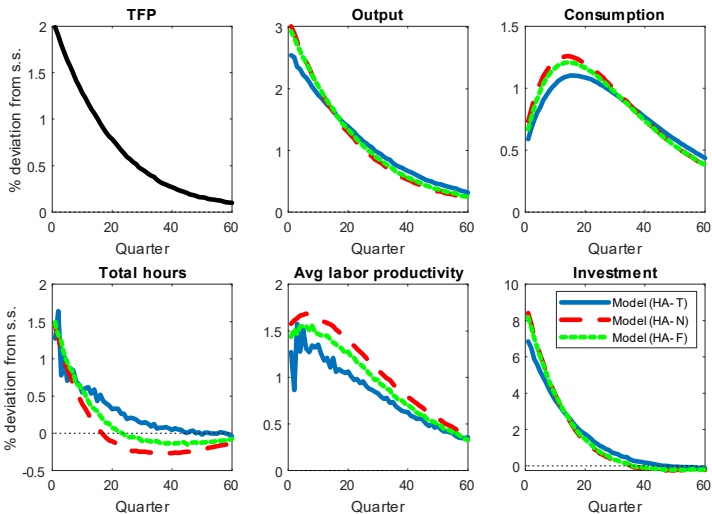 TFP
Output
Consumption
% deviation from s.s.
2
1.5
1
0.5
0
0 20 40 60
Quarter
3
2
1
0
0 20 40 60
Quarter
1.5
1
0.5
0
0 20 40 60
Quarter
Total hours
Avg labor productivity
Investment
% deviation from s.s.
2
1.5
1
0.5
0
-0.5
0 20 40 60
Quarter
2
1.5
1
0.5
0
0 20 40 60
Quarter
10
8
6
4
2
0
0 20 40 60
Quarter
Model (HA-T)
Model (HA-N)
Model (HA-F)